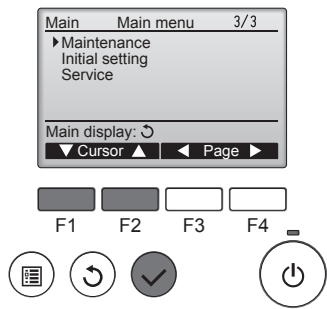 Main Main menu 3/3
Maintenance
Initial setting
Service
Main display:
Cursor Page
F1 F2 F3 F4